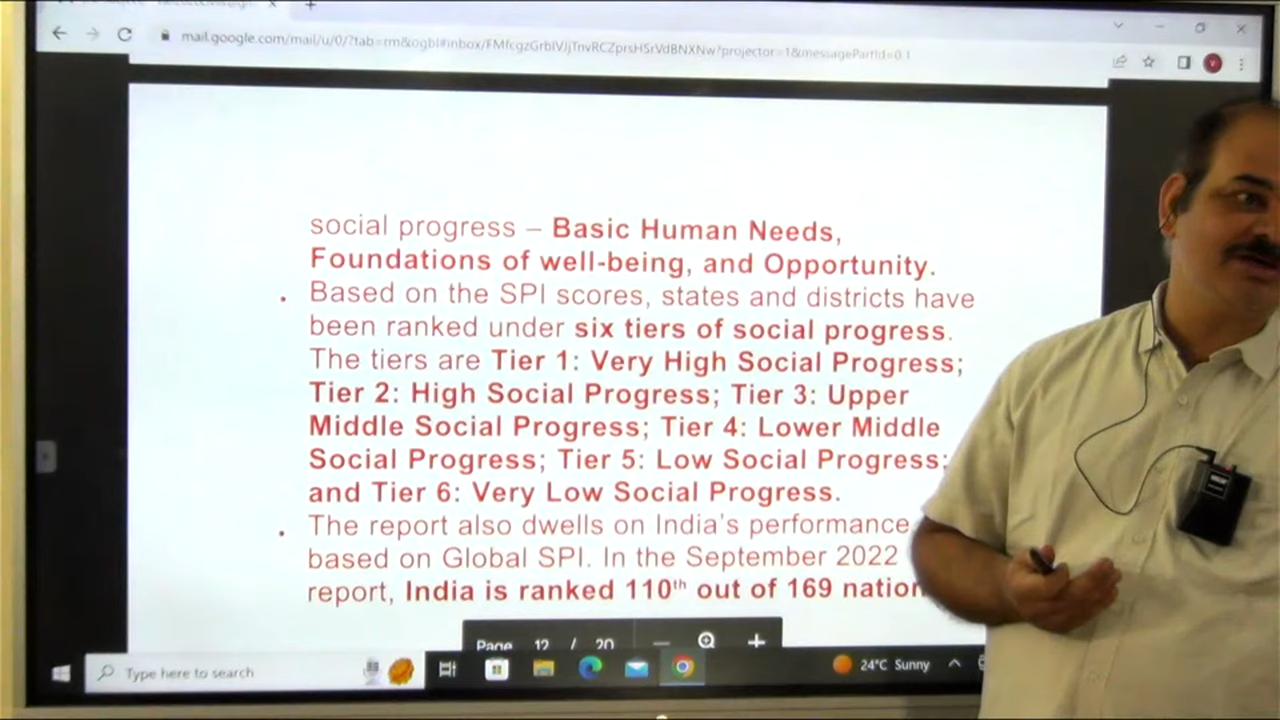 mail.google.com/mail/u/0/?tab=rm&ogbl#inbox/FMfcgzGrbIVJjTnvRCZprsHSrVdBNXNw?projector=1&messagePartId=0.1
social progress – Basic Human Needs,
Foundations of well-being, and Opportunity.
. Based on the SPI scores, states and districts have
been ranked under six tiers of social progress.
The tiers are Tier 1: Very High Social Progress;
Tier 2: High Social Progress; Tier 3: Upper
Middle Social Progress; Tier 4: Lower Middle
Social Progress; Tier 5: Low Social Progress;
and Tier 6: Very Low Social Progress.
. The report also dwells on India's performance
based on Global SPI. In the September 2022
report, India is ranked 110th out of 169 nation
Page 12 / 20
Type here to search
24°C Sunny